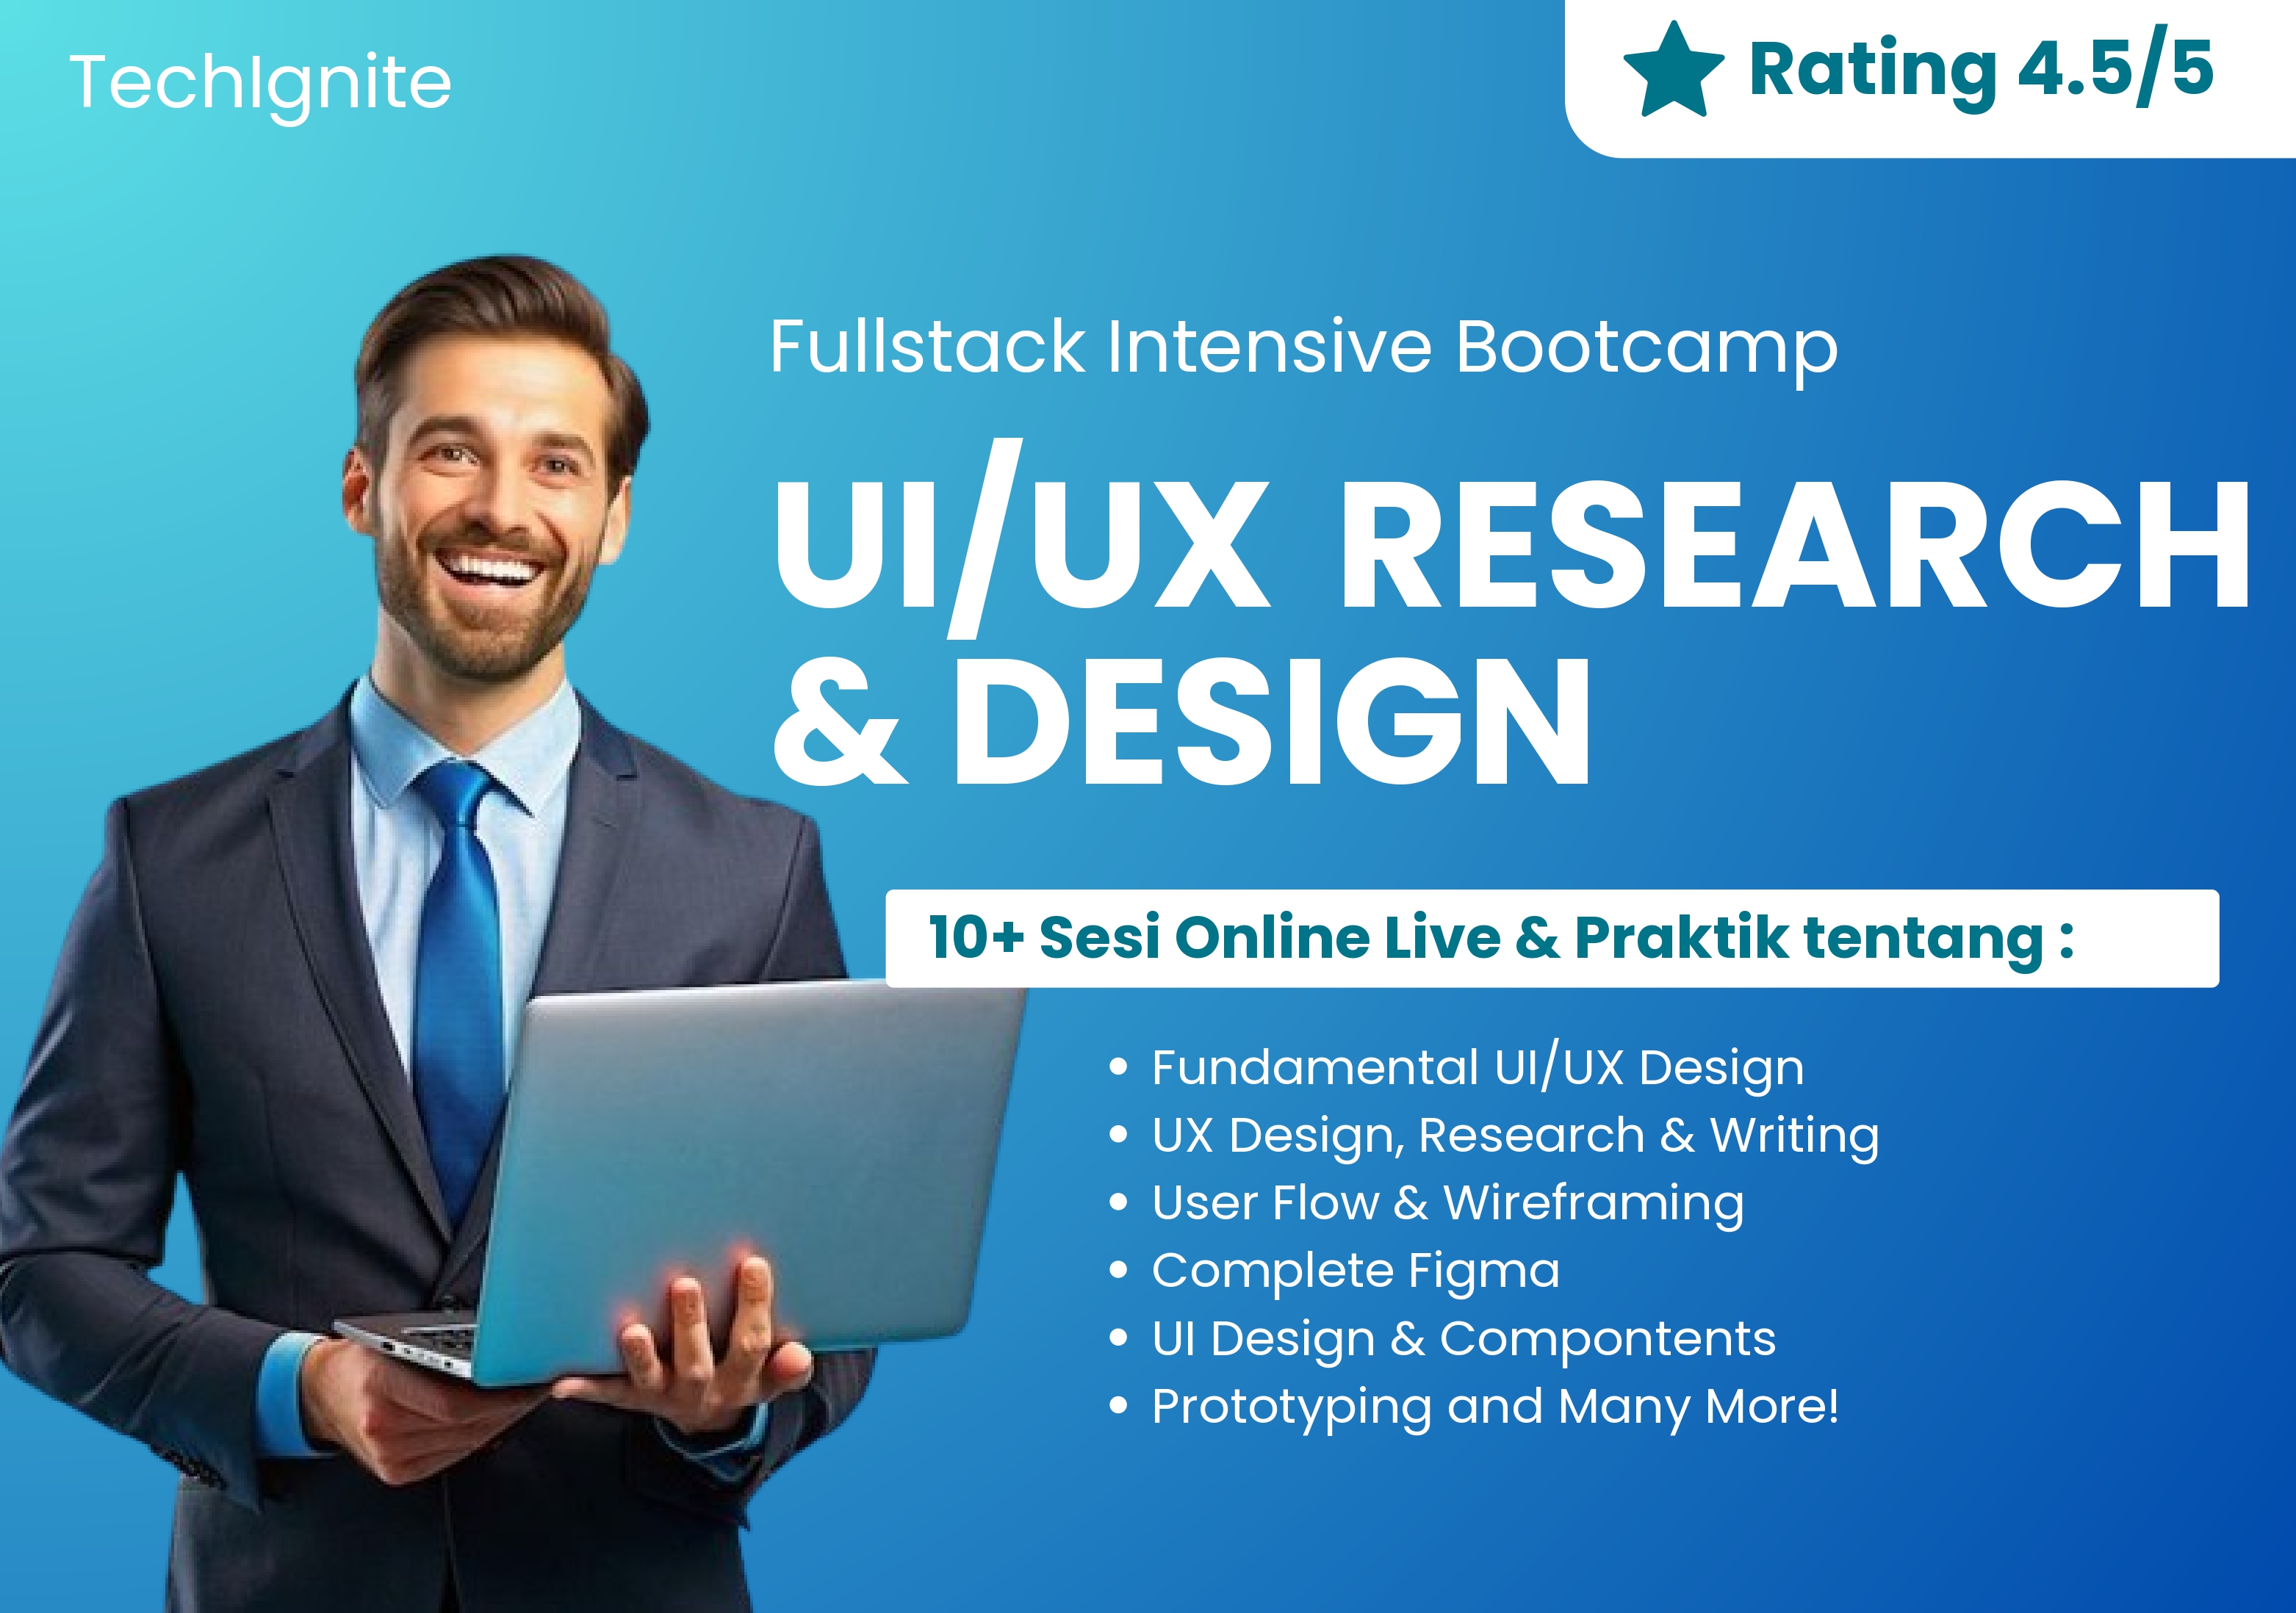 TechIgnite
Rating 4.5/5
Fullstack Intensive Bootcamp
UI/UX RESEARCH
& DESIGN
10+ Sesi Online Live & Praktik tentang :
• Fundamental UI/UX Design
• UX Design, Research & Writing
• User Flow & Wireframing
• Complete Figma
• UI Design & Compontents
• Prototyping and Many More!